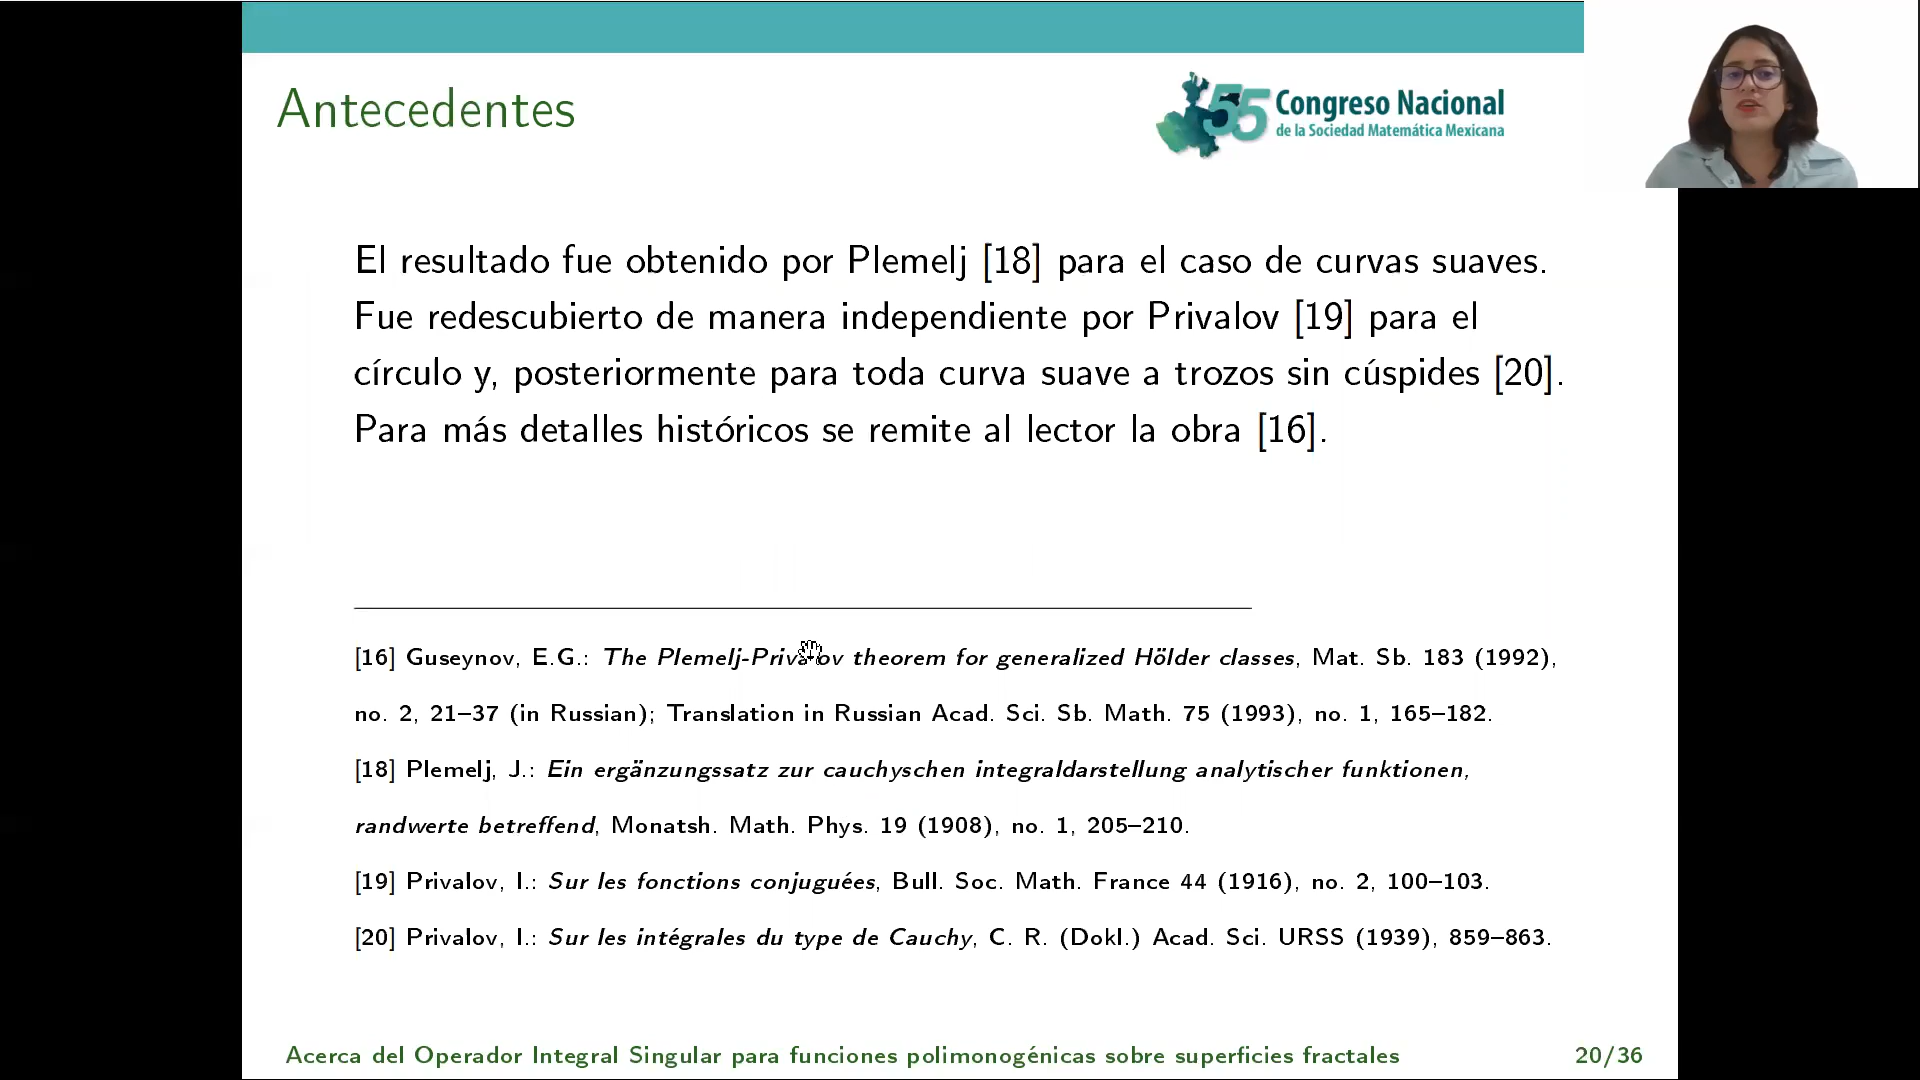 Antecedentes
55 Congreso Nacional
de la Sociedad Matemática Mexicana
El resultado fue obtenido por Plemelj [18] para el caso de curvas suaves.
Fue redescubierto de manera independiente por Privalov [19] para el
círculo y, posteriormente para toda curva suave a trozos sin cúspides [20].
Para más detalles históricos se remite al lector la obra [16].
[16] Guseynov, E.G.: The Plemelj-Privalov theorem for generalized Hölder classes, Mat. Sb. 183 (1992),
no. 2, 21–37 (in Russian); Translation in Russian Acad. Sci. Sb. Math. 75 (1993), no. 1, 165–182.
[18] Plemelj, J.: Ein ergänzungssatz zur cauchyschen integraldarstellung analytischer funktionen,
randwerte betreffend, Monatsh. Math. Phys. 19 (1908), no. 1, 205–210.
[19] Privalov, I.: Sur les fonctions conjuguées, Bull. Soc. Math. France 44 (1916), no. 2, 100–103.
[20] Privalov, I.: Sur les intégrales du type de Cauchy, C. R. (Dokl.) Acad. Sci. URSS (1939), 859–863.
Acerca del Operador Integral Singular para funciones polimonogénicas sobre superficies fractales 20/36